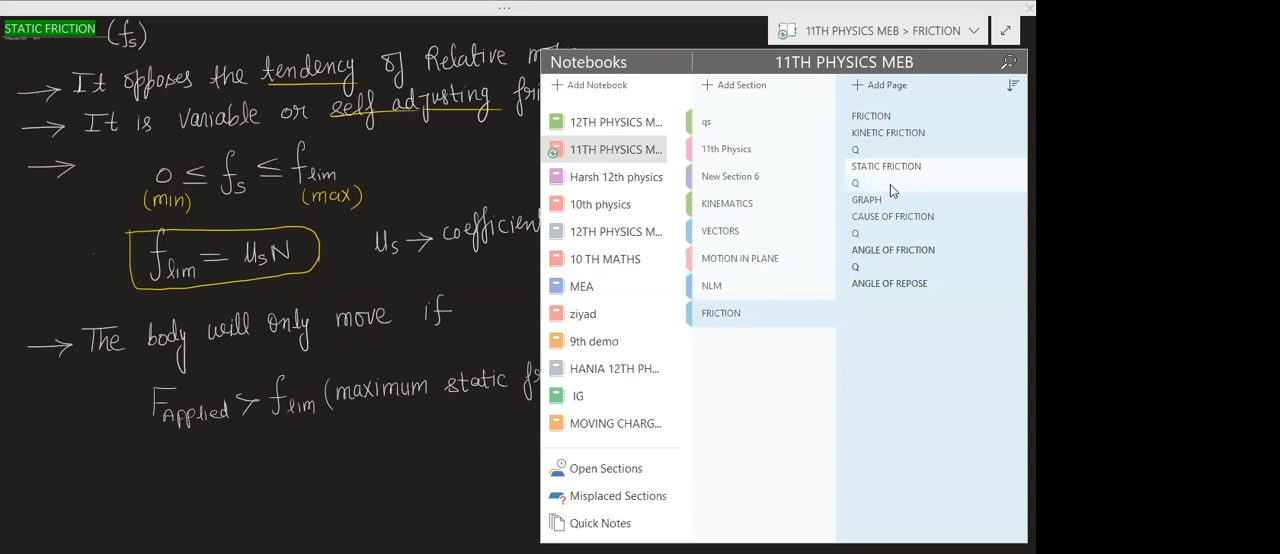 STATIC FRICTION (fs)
11TH PHYSICS MEB > FRICTION
→ It opposes the tendency of Relative
→ It is variable or self adjusting
→ 0 ≤ fs ≤ flim
(min) (max)
flim = μsN μs → coefficien
→ The body will only move if
FApplied > flim (maximum static
Notebooks
11TH PHYSICS MEB
+ Add Notebook
+ Add Section
+ Add Page
12TH PHYSICS M...
11TH PHYSICS M...
Harsh 12th physics
10th physics
12TH PHYSICS M...
10 TH MATHS
MEA
ziyad
9th demo
HANIA 12TH PH...
IG
MOVING CHARG...
Open Sections
Misplaced Sections
Quick Notes
qs
11th Physics
New Section 6
KINEMATICS
VECTORS
MOTION IN PLANE
NLM
FRICTION
FRICTION
KINETIC FRICTION
Q
STATIC FRICTION
Q
GRAPH
CAUSE OF FRICTION
Q
ANGLE OF FRICTION
Q
ANGLE OF REPOSE